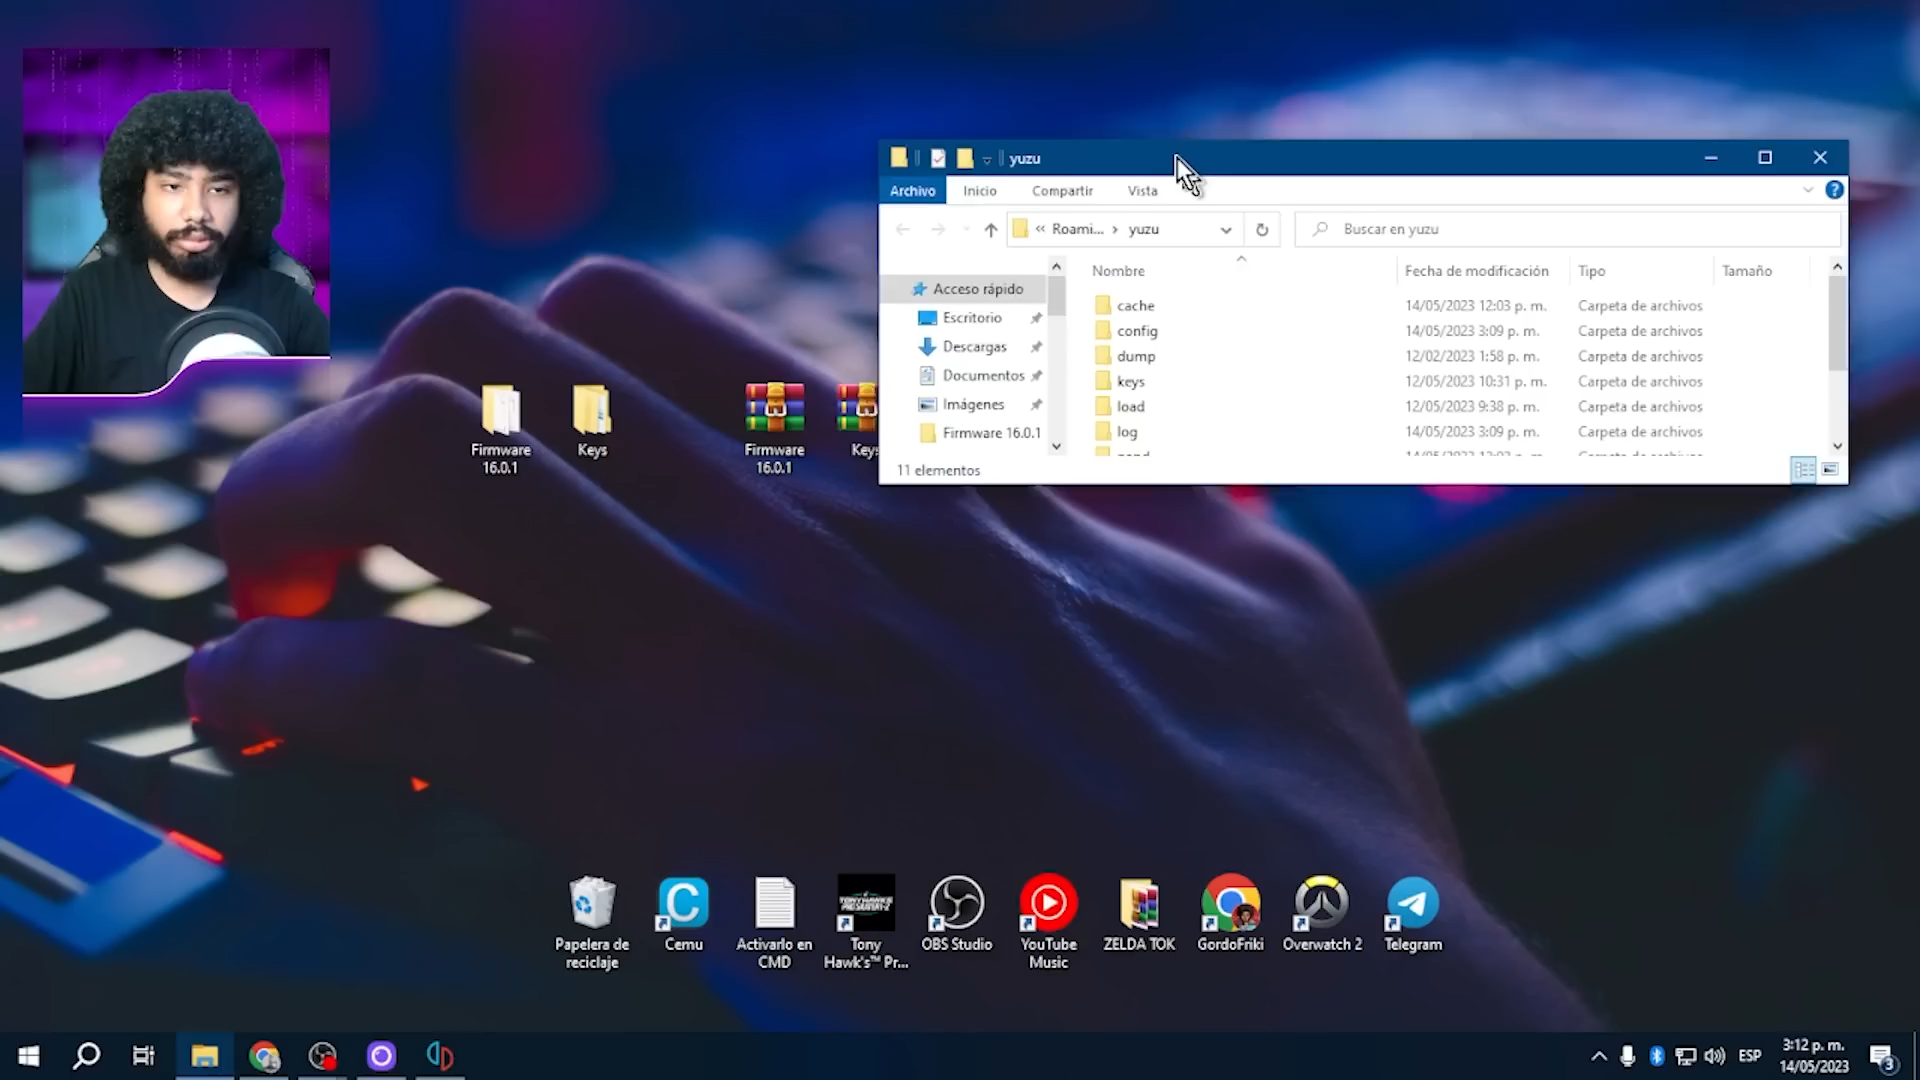 yuzu
Archivo
Inicio
Compartir
Vista
« Roami... › yuzu
Buscar en yuzu
Nombre
Fecha de modificación
Tipo
Tamaño
Acceso rápido
Escritorio
Descargas
Documentos
Imágenes
Firmware 16.0.1
cache 14/05/2023 12:03 p. m. Carpeta de archivos
config 14/05/2023 3:09 p. m. Carpeta de archivos
dump 12/02/2023 1:58 p. m. Carpeta de archivos
keys 12/05/2023 10:31 p. m. Carpeta de archivos
load 12/05/2023 9:38 p. m. Carpeta de archivos
log 14/05/2023 3:09 p. m. Carpeta de archivos
11 elementos
Firmware
16.0.1
Keys
Firmware
16.0.1
Keys
Papelera de
reciclaje
Cemu
Activarlo en
CMD
Tony
Hawk's™ Pr...
OBS Studio
YouTube
Music
ZELDA TOK
GordoFriki
Overwatch 2
Telegram
ESP
3:12 p. m.
14/05/2023
3